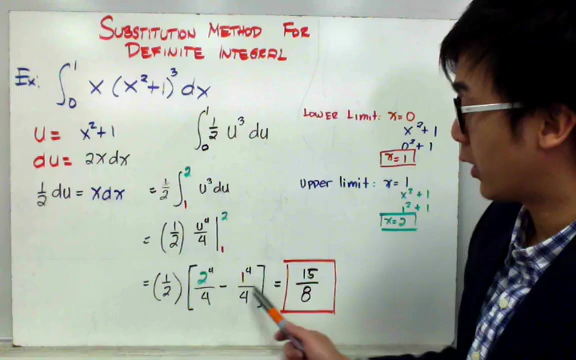 SUBSTITUTION METHOD FOR
DEFINITE INTEGRAL
Ex: ∫₀¹ x (x²+1)³ dx
u = x²+1
du = 2x dx
½ du = x dx
∫₀¹ ½ u³ du
= ½ ∫₁² u³ du
= (½) u⁴/4 |₁²
= (½) [2⁴/4 - 1⁴/4] = 15/8
LOWER LIMIT: x=0
x²+1
0²+1
x=1
upper limit: x=1
x²+1
1²+1
x=2